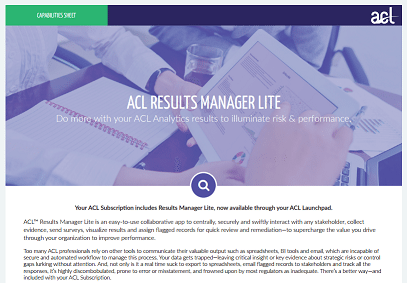 CAPABILITIES SHEET
acl
ACL RESULTS MANAGER LITE
Do more with your ACL Analytics results to illuminate risk & performance.
Your ACL Subscription includes Results Manager Lite, now available through your ACL Launchpad.
ACL™ Results Manager Lite is an easy-to-use collaborative app to centrally, securely and swiftly interact with any stakeholder, collect
evidence, send surveys, visualize results and assign flagged records for quick review and remediation—to supercharge the value you drive
through your organization to improve performance.
Too many ACL professionals rely on other tools to communicate their valuable output such as spreadsheets, BI tools and email, which are incapable of
secure and automated workflow to manage this process. Your data gets trapped—leaving critical insight or key evidence about strategic risks or control
gaps lurking without attention. And, not only is it a real time suck to export to spreadsheets, email flagged records to stakeholders and track all the
responses. It's highly discombobulated, prone to error or misstatement, and frowned upon by most regulators as inadequate. There's a better way—and
included with your ACL Subscription.